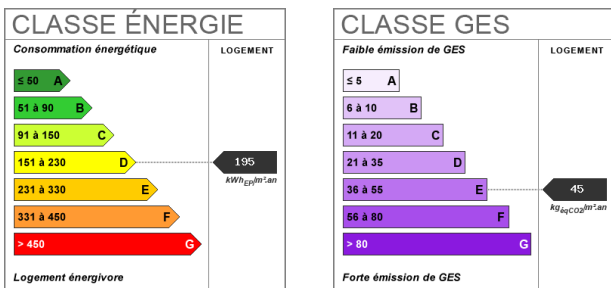 CLASSE ÉNERGIE
Consommation énergétique
LOGEMENT
≤ 50 A
51 à 90 B
91 à 150 C
151 à 230 D
195
kWhEP/m².an
231 à 330 E
331 à 450 F
> 450 G
Logement énergivore
CLASSE GES
Faible émission de GES
LOGEMENT
≤ 5 A
6 à 10 B
11 à 20 C
21 à 35 D
36 à 55 E
45
kgéqCO2/m².an
56 à 80 F
> 80 G
Forte émission de GES